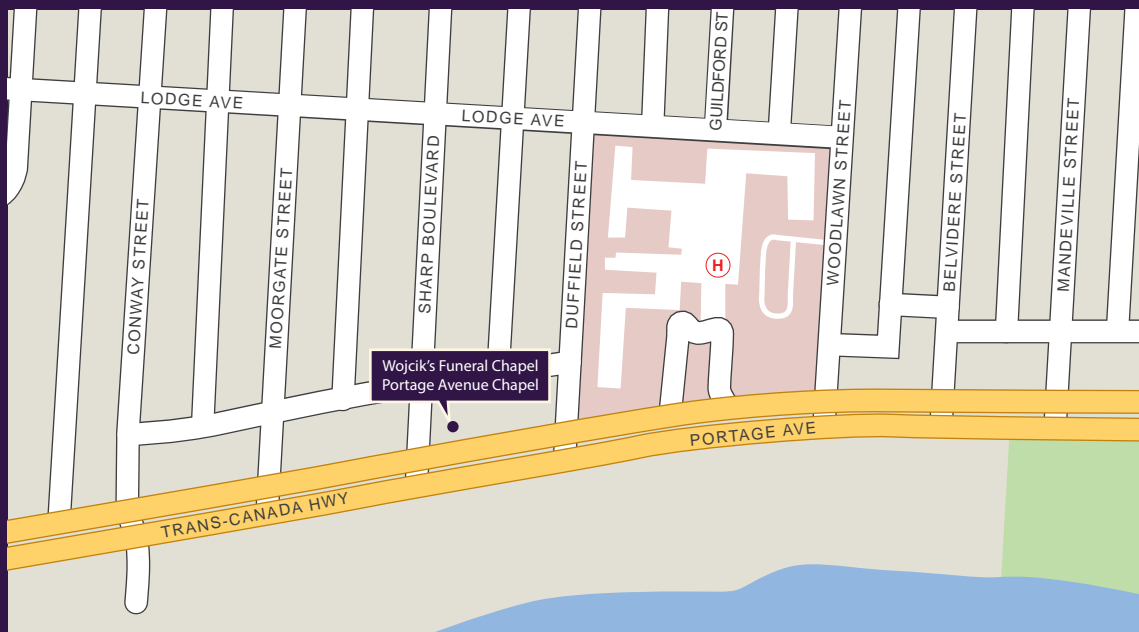 GUILDFORD ST
LODGE AVE
LODGE AVE
CONWAY STREET
MOORGATE STREET
SHARP BOULEVARD
DUFFIELD STREET
WOODLAWN STREET
BELVIDERE STREET
MANDEVILLE STREET
H
Wojcik’s Funeral Chapel
Portage Avenue Chapel
PORTAGE AVE
TRANS-CANADA HWY